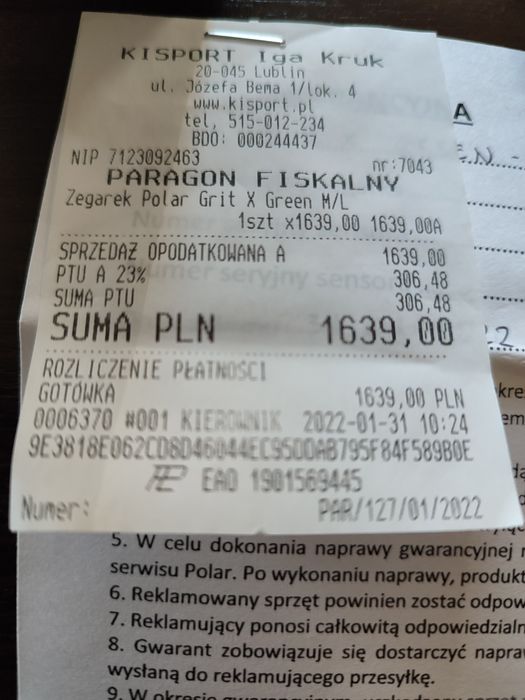 KISPORT Iga Kruk
20-045 Lublin
ul. Józefa Bema 1/lok. 4
www.kisport.pl
tel. 515-012-234
BDO: 000244437
NIP 7123092463 nr:7043
PARAGON FISKALNY
Zegarek Polar Grit X Green M/L
1szt x1639,00 1639,00A
SPRZEDAŻ OPODATKOWANA A 1639,00
PTU A 23% 306,48
SUMA PTU 306,48
SUMA PLN 1639,00
ROZLICZENIE PŁATNOŚCI
GOTÓWKA 1639,00 PLN
0006370 #001 KIEROWNIK 2022-01-31 10:24
9E3818E062CD8D46044EC95DDAB795F84F589B0E
EAO 1901569445
Numer: PAR/127/01/2022
A
5. W celu dokonania naprawy gwarancyjnej
serwisu Polar. Po wykonaniu naprawy, produkt
6. Reklamowany sprzęt powinien zostać odpow
7. Reklamujący ponosi całkowitą odpowiedzialn
8. Gwarant zobowiązuje się dostarczyć napra
wysłaną do reklamującego przesyłkę.